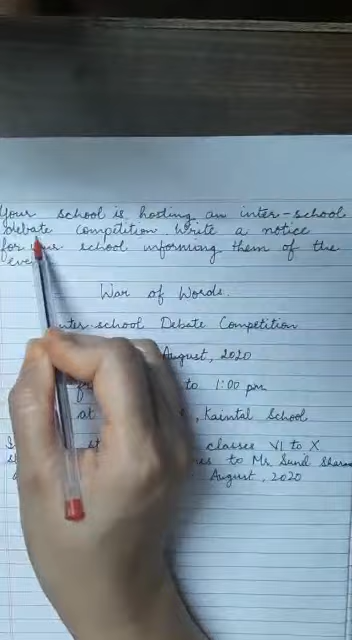 Your school is hosting an inter-school
debate competition. Write a notice
for your school informing them of the
War of Words.
nter-school Debate Competition
August, 2020
to 1:00 pm
at , Kaintal School
classes VI to X
to Mr. Sunil Sharma
August, 2020